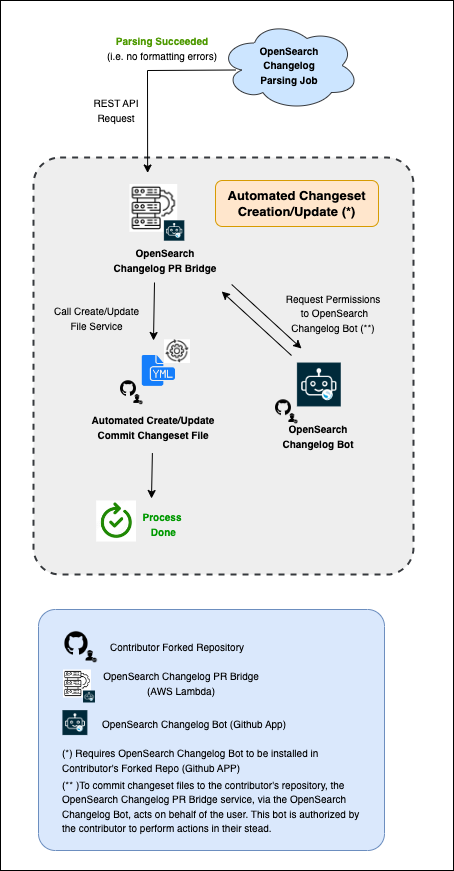 Parsing Succeeded
(i.e. no formatting errors)
OpenSearch
Changelog
Parsing Job
REST API
Request
Automated Changeset
Creation/Update (*)
OpenSearch
Changelog PR Bridge
Call Create/Update
File Service
Request Permissions
to OpenSearch
Changelog Bot (**)
YML
Automated Create/Update
Commit Changeset File
OpenSearch
Changelog Bot
Process
Done
Contributor Forked Repository
OpenSearch Changelog PR Bridge
(AWS Lambda)
OpenSearch Changelog Bot (Github App)
(*) Requires OpenSearch Changelog Bot to be installed in
Contributor's Forked Repo (Github APP)
(** )To commit changeset files to the contributor's repository, the
OpenSearch Changelog PR Bridge service, via the OpenSearch
Changelog Bot, acts on behalf of the user. This bot is authorized by
the contributor to perform actions in their stead.